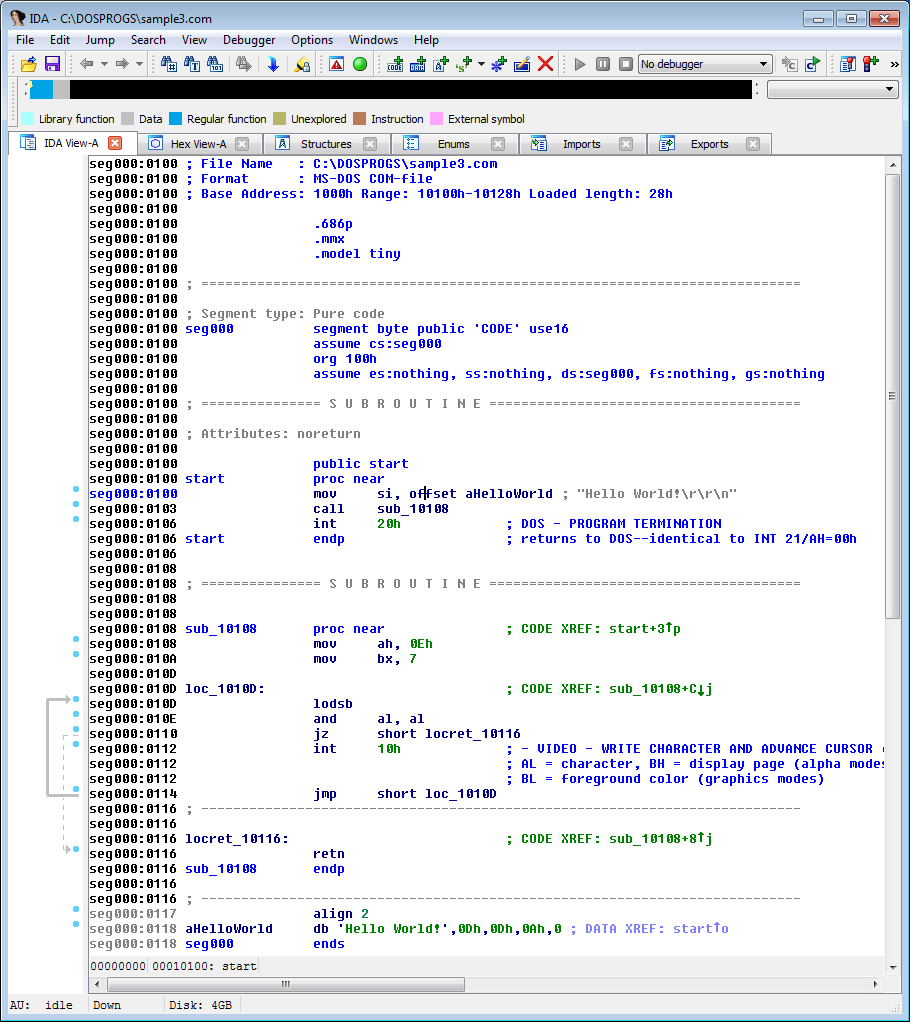 IDA - C:\DOSPROGS\sample3.com
File Edit Jump Search View Debugger Options Windows Help
No debugger
Library function Data Regular function Unexplored Instruction External symbol
IDA View-A Hex View-A Structures Enums Imports Exports
seg000:0100 ; File Name : C:\DOSPROGS\sample3.com
seg000:0100 ; Format : MS-DOS COM-file
seg000:0100 ; Base Address: 1000h Range: 10100h-10128h Loaded length: 28h
seg000:0100
seg000:0100 .686p
seg000:0100 .mmx
seg000:0100 .model tiny
seg000:0100
seg000:0100 ; ===========================================================================
seg000:0100
seg000:0100 ; Segment type: Pure code
seg000:0100 seg000 segment byte public 'CODE' use16
seg000:0100 assume cs:seg000
seg000:0100 org 100h
seg000:0100 assume es:nothing, ss:nothing, ds:seg000, fs:nothing, gs:nothing
seg000:0100
seg000:0100 ; =============== S U B R O U T I N E =======================================
seg000:0100
seg000:0100 ; Attributes: noreturn
seg000:0100
seg000:0100 public start
seg000:0100 start proc near
seg000:0100 mov si, offset aHelloWorld ; "Hello World!\r\r\n"
seg000:0103 call sub_10108
seg000:0106 int 20h ; DOS - PROGRAM TERMINATION
seg000:0106 start endp ; returns to DOS--identical to INT 21/AH=00h
seg000:0106
seg000:0108
seg000:0108 ; =============== S U B R O U T I N E =======================================
seg000:0108
seg000:0108
seg000:0108 sub_10108 proc near ; CODE XREF: start+3↑p
seg000:0108 mov ah, 0Eh
seg000:010A mov bx, 7
seg000:010D
seg000:010D loc_1010D: ; CODE XREF: sub_10108+C↓j
seg000:010D lodsb
seg000:010E and al, al
seg000:0110 jz short locret_10116
seg000:0112 int 10h ; - VIDEO - WRITE CHARACTER AND ADVANCE CURSOR
seg000:0112 ; AL = character, BH = display page (alpha modes
seg000:0112 ; BL = foreground color (graphics modes)
seg000:0114 jmp short loc_1010D
seg000:0116 ; ---------------------------------------------------------------------------
seg000:0116
seg000:0116 locret_10116: ; CODE XREF: sub_10108+8↑j
seg000:0116 retn
seg000:0116 sub_10108 endp
seg000:0116
seg000:0116 ; ---------------------------------------------------------------------------
seg000:0117 align 2
seg000:0118 aHelloWorld db 'Hello World!',0Dh,0Dh,0Ah,0 ; DATA XREF: start↑o
seg000:0118 seg000 ends
00000000 00010100: start
AU: idle Down Disk: 4GB